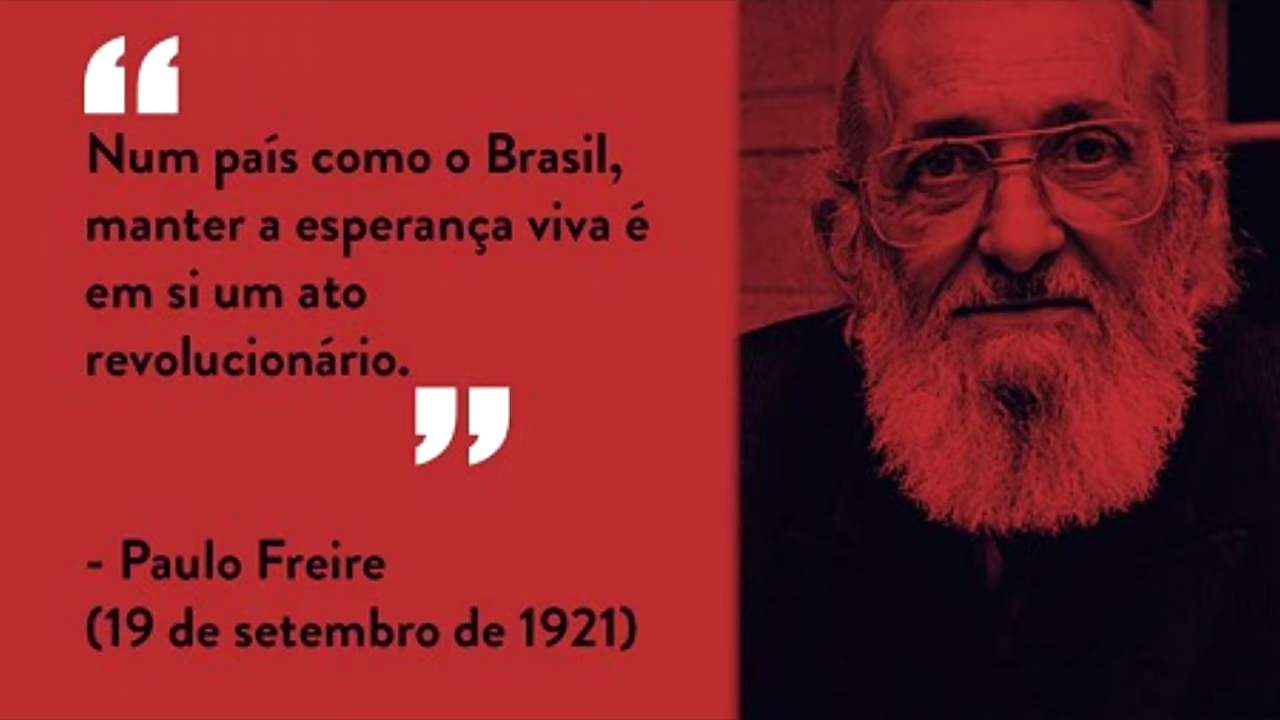 “
Num país como o Brasil,
manter a esperança viva é
em si um ato
revolucionário.
”
- Paulo Freire
(19 de setembro de 1921)